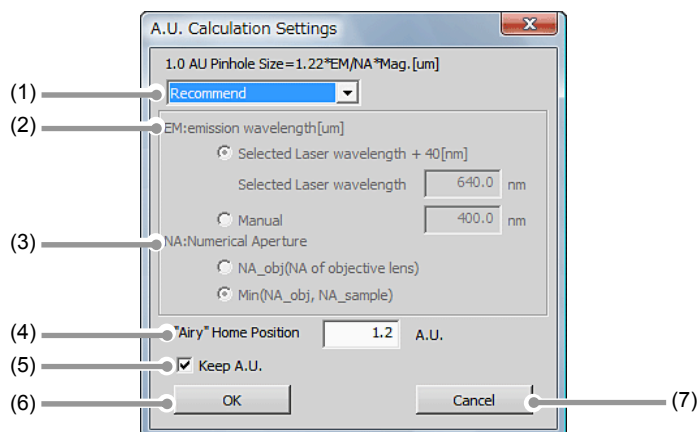 A.U. Calculation Settings
1.0 AU Pinhole Size=1.22*EM/NA*Mag.[um]
(1) Recommend
(2) EM:emission wavelength[um]
Selected Laser wavelength + 40[nm]
Selected Laser wavelength 640.0 nm
Manual 400.0 nm
(3) NA:Numerical Aperture
NA_obj(NA of objective lens)
Min(NA_obj, NA_sample)
(4) "Airy" Home Position 1.2 A.U.
(5) Keep A.U.
(6) OK Cancel (7)